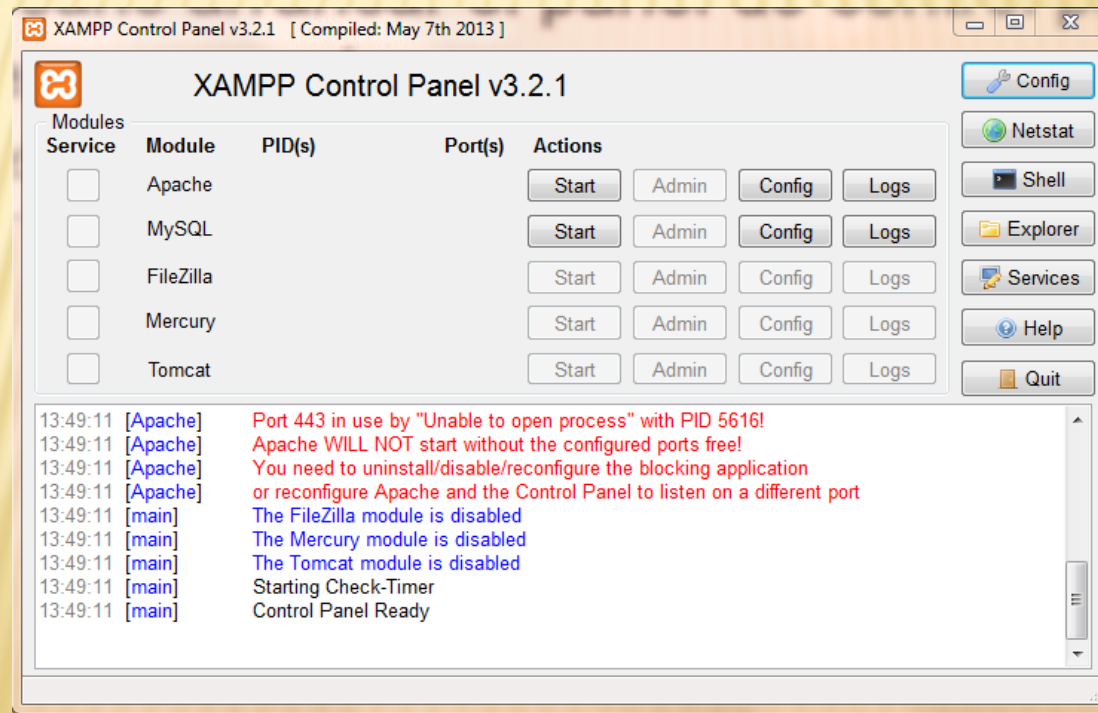 XAMPP Control Panel v3.2.1 [ Compiled: May 7th 2013 ]
XAMPP Control Panel v3.2.1
Config
Modules
Service Module PID(s) Port(s) Actions
Netstat
Apache Start Admin Config Logs
Shell
MySQL Start Admin Config Logs
Explorer
FileZilla Start Admin Config Logs
Services
Mercury Start Admin Config Logs
Help
Tomcat Start Admin Config Logs
Quit
13:49:11 [Apache] Port 443 in use by "Unable to open process" with PID 5616!
13:49:11 [Apache] Apache WILL NOT start without the configured ports free!
13:49:11 [Apache] You need to uninstall/disable/reconfigure the blocking application
13:49:11 [Apache] or reconfigure Apache and the Control Panel to listen on a different port
13:49:11 [main] The FileZilla module is disabled
13:49:11 [main] The Mercury module is disabled
13:49:11 [main] The Tomcat module is disabled
13:49:11 [main] Starting Check-Timer
13:49:11 [main] Control Panel Ready